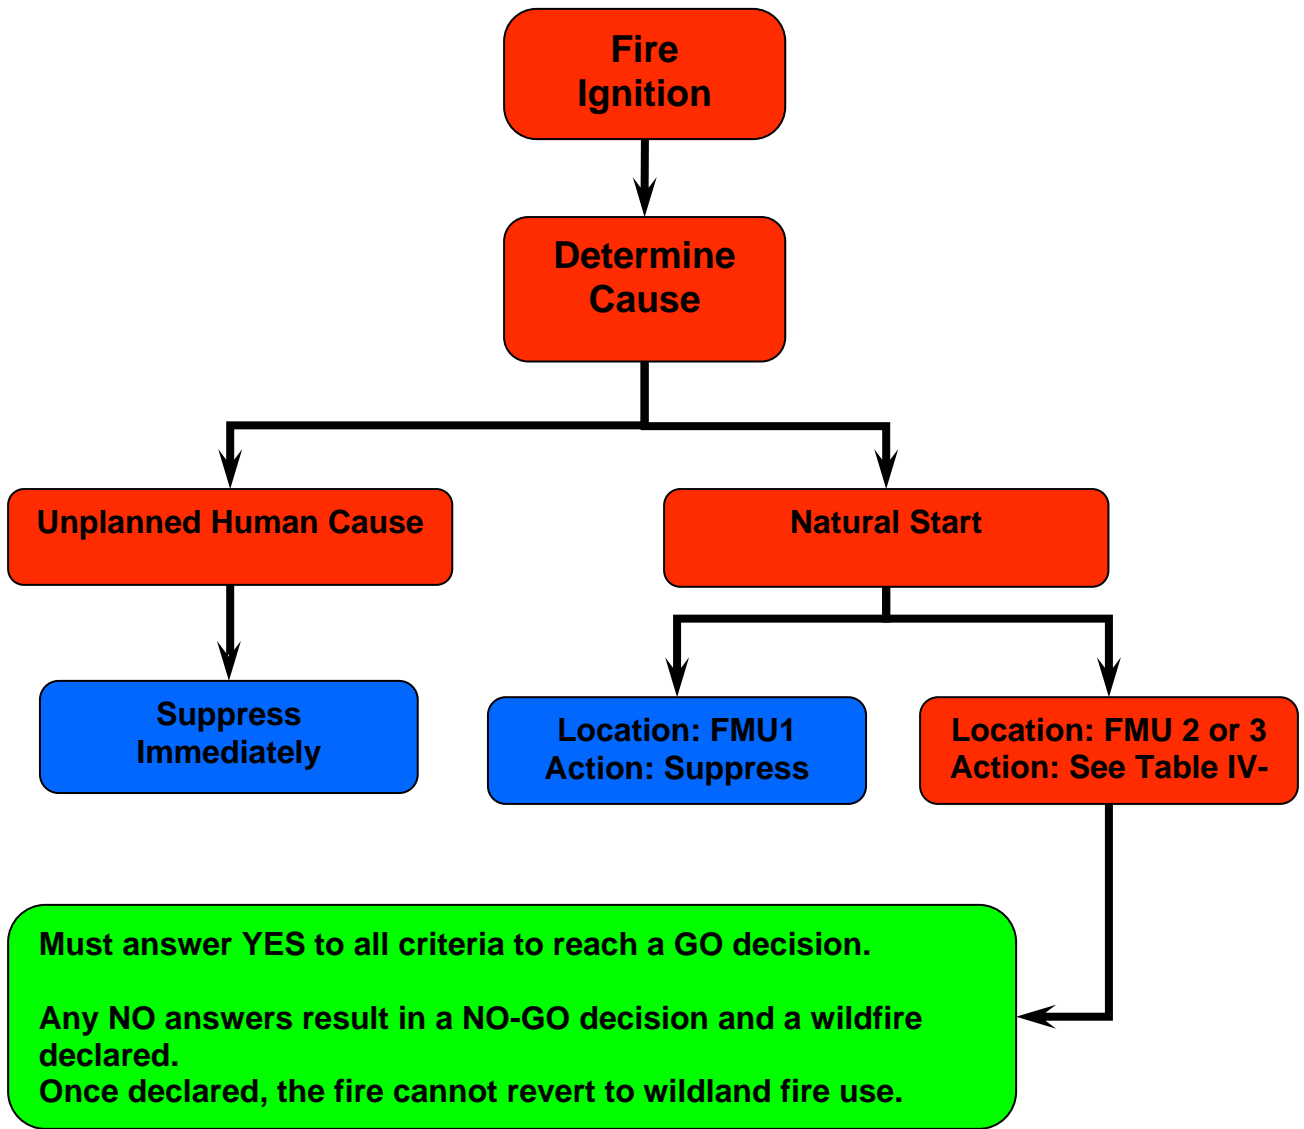 Fire
Ignition
Determine
Cause
Unplanned Human Cause
Natural Start
Suppress
Immediately
Location: FMU1
Action: Suppress
Location: FMU 2 or 3
Action: See Table IV-
Must answer YES to all criteria to reach a GO decision.
Any NO answers result in a NO-GO decision and a wildfire
declared.
Once declared, the fire cannot revert to wildland fire use.